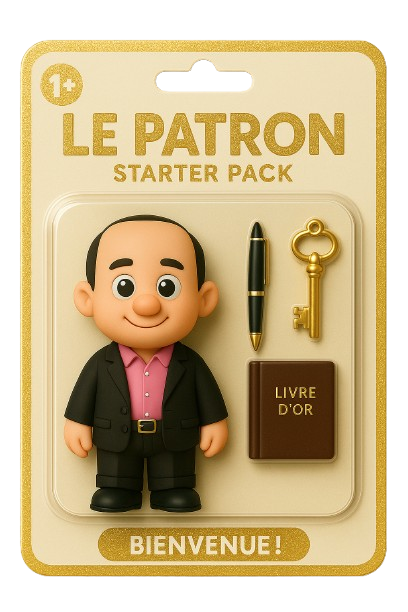 1+
LE PATRON
STARTER PACK
LIVRE
D'OR
BIENVENUE!